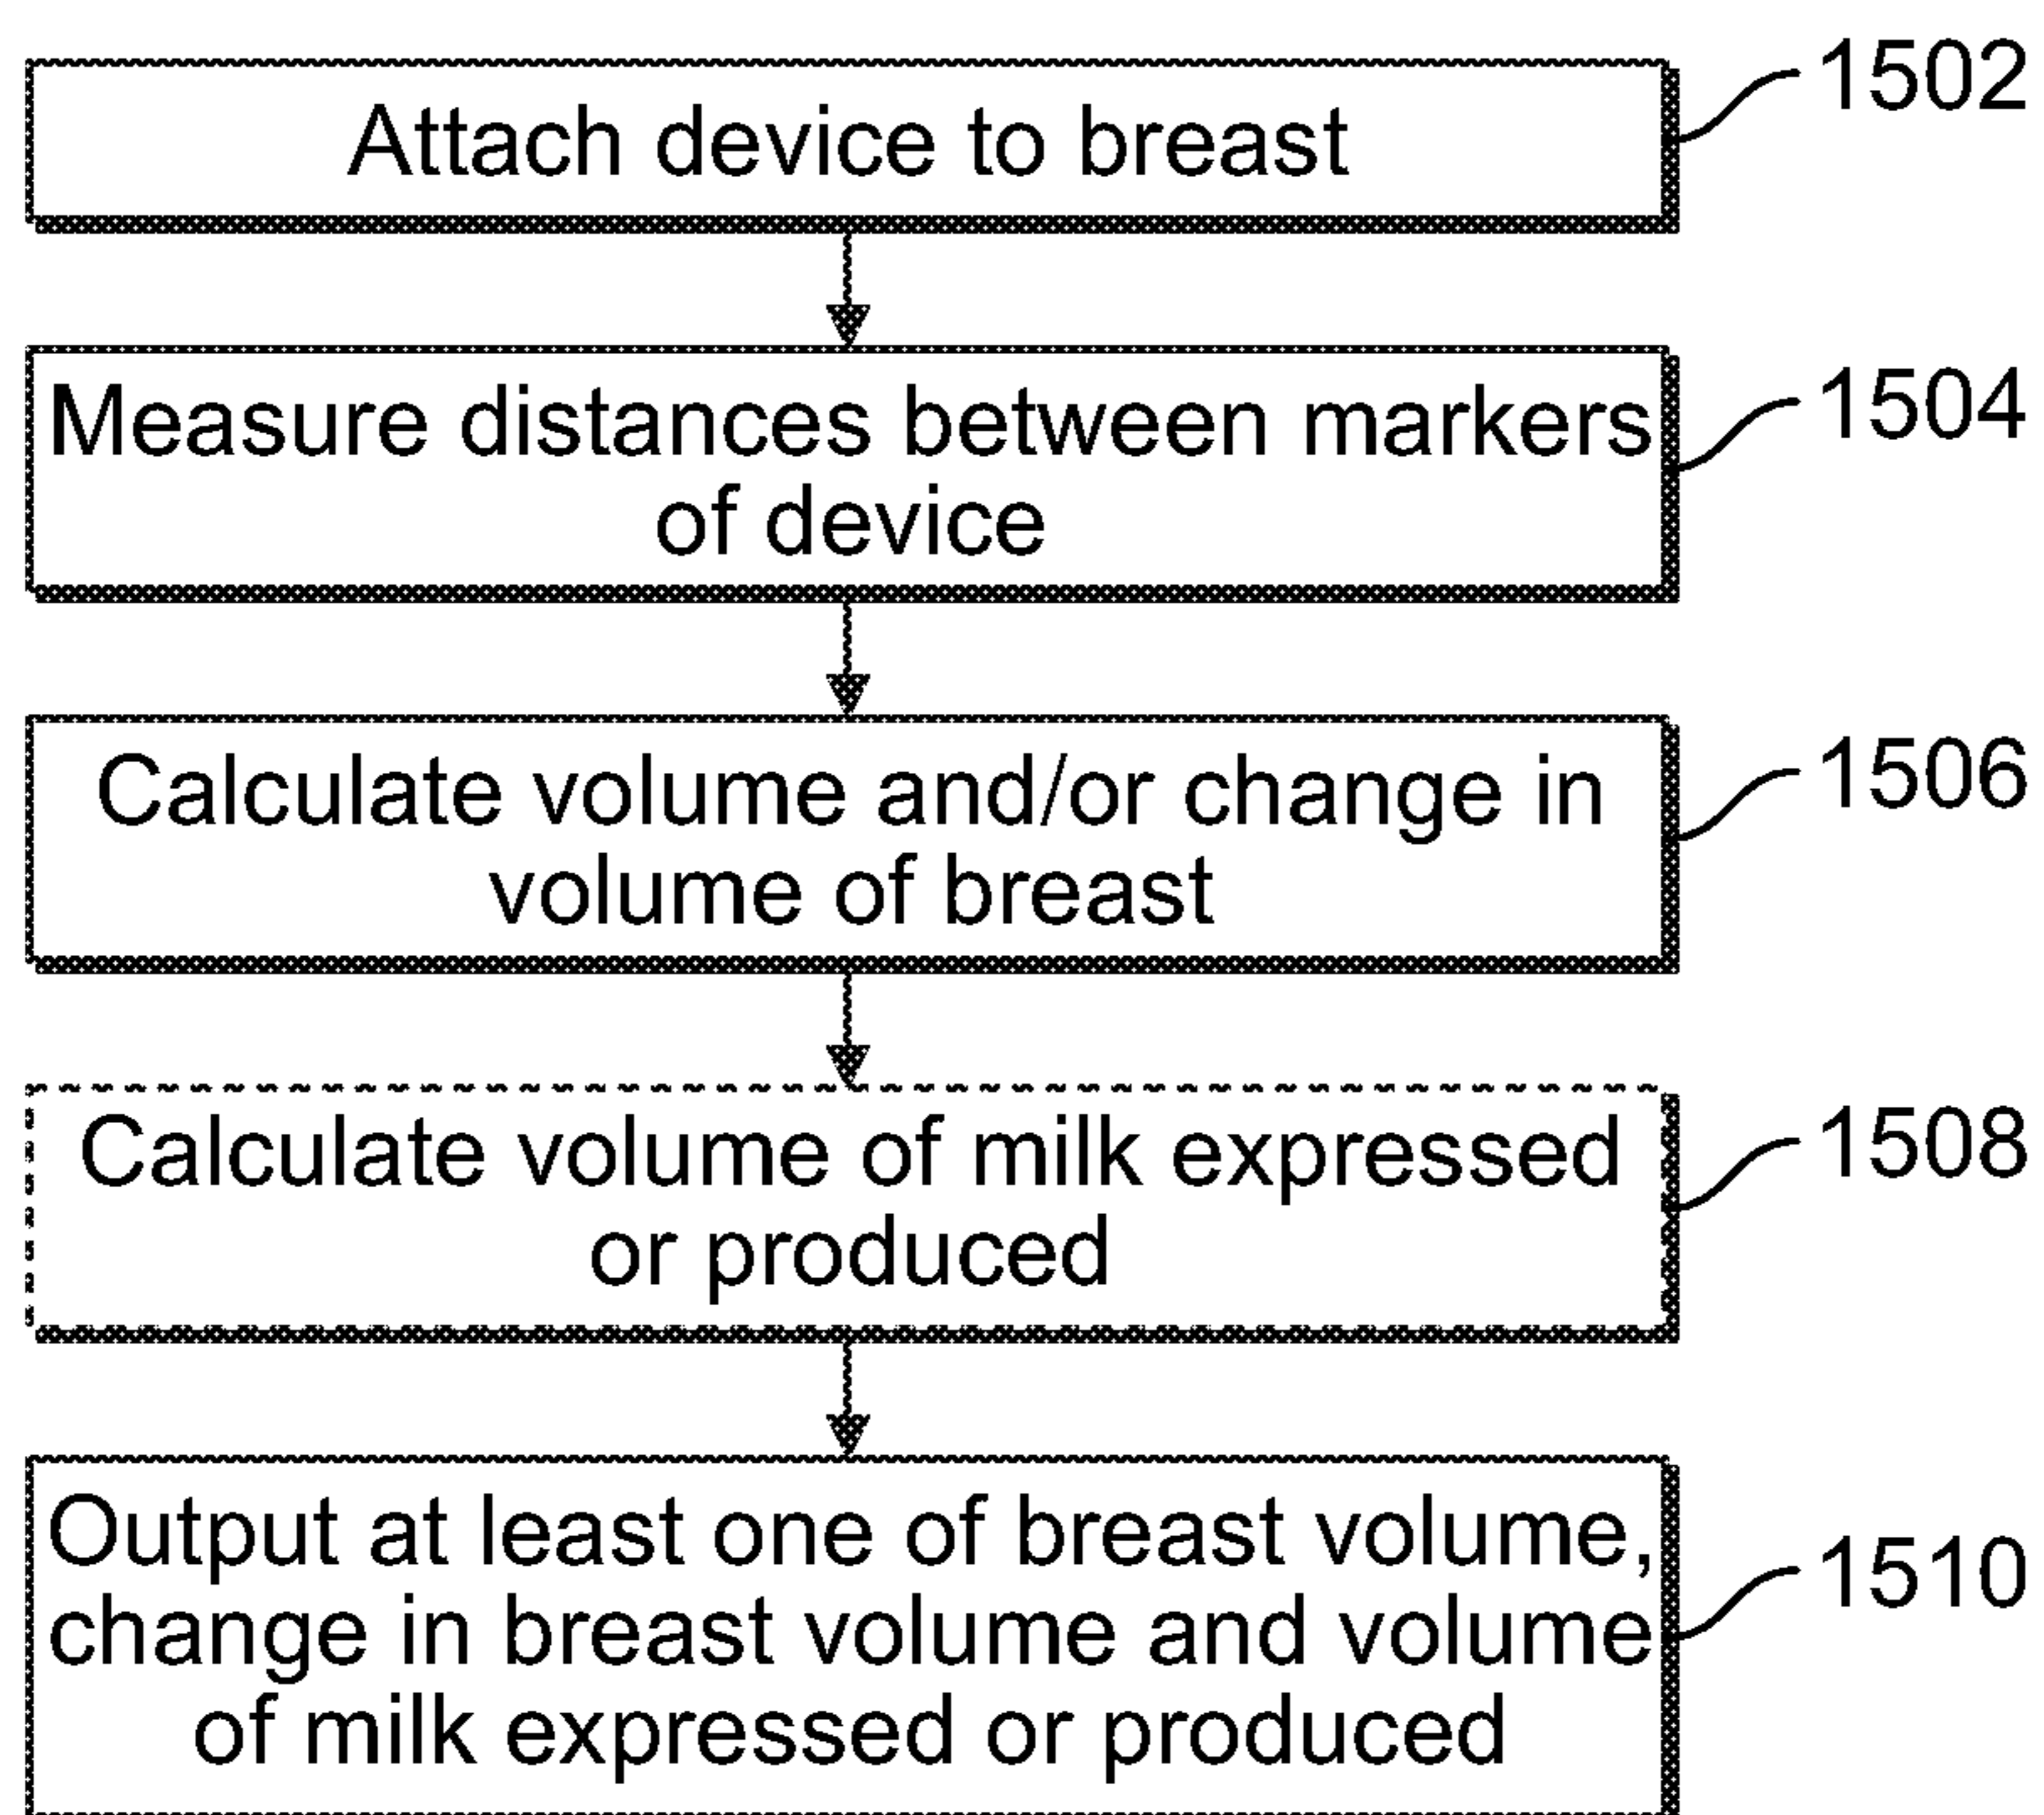 Attach device to breast
1502
Measure distances between markers
of device
1504
Calculate volume and/or change in
volume of breast
1506
Calculate volume of milk expressed
or produced
1508
Output at least one of breast volume,
change in breast volume and volume
of milk expressed or produced
1510